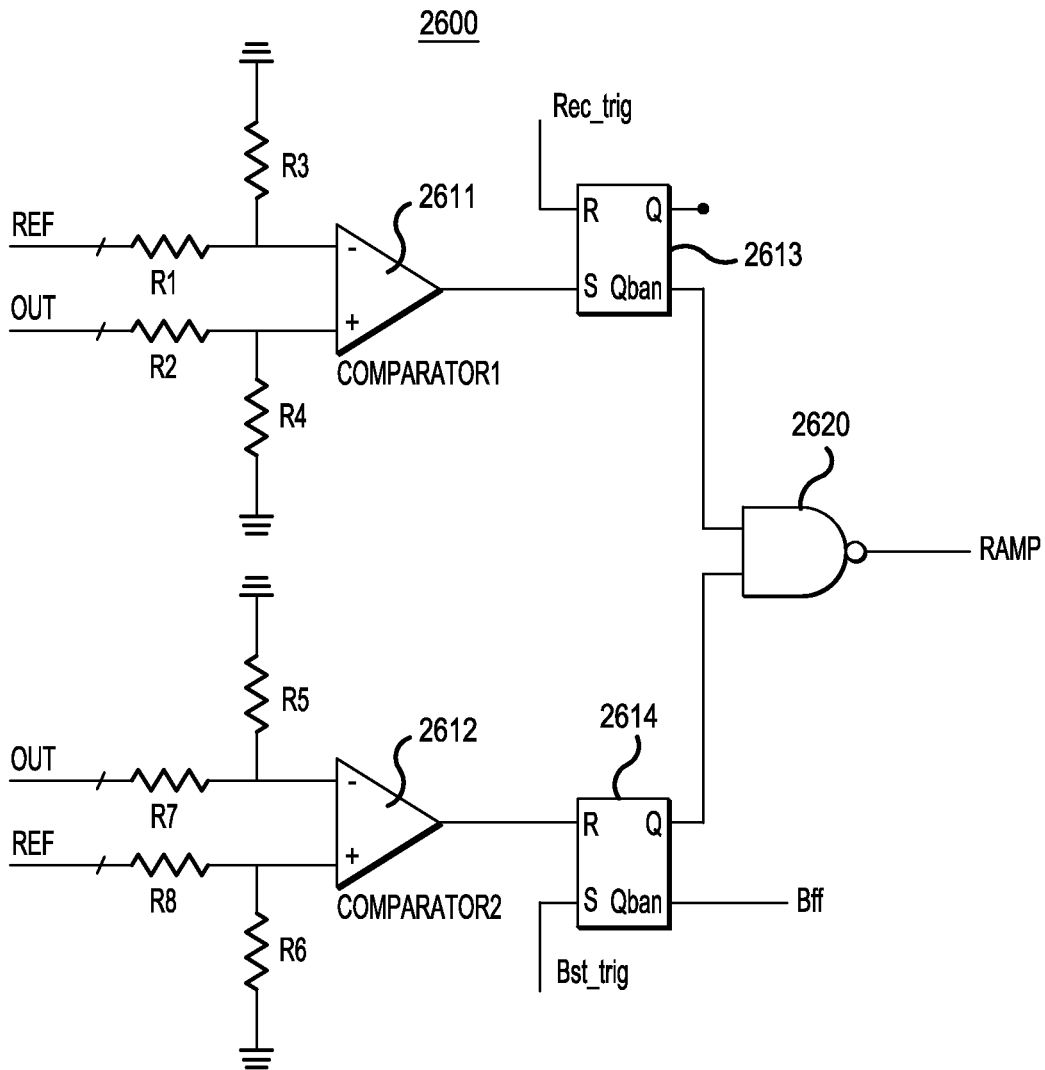 2600
Rec_trig
R3
2611
REF
R Q
R1
2613
OUT
-
S Qban
+
R2
COMPARATOR1
R4
2620
RAMP
R5
2612
2614
OUT
-
R7
R Q
REF
+
R8
COMPARATOR2
S Qban
Bff
R6
Bst_trig